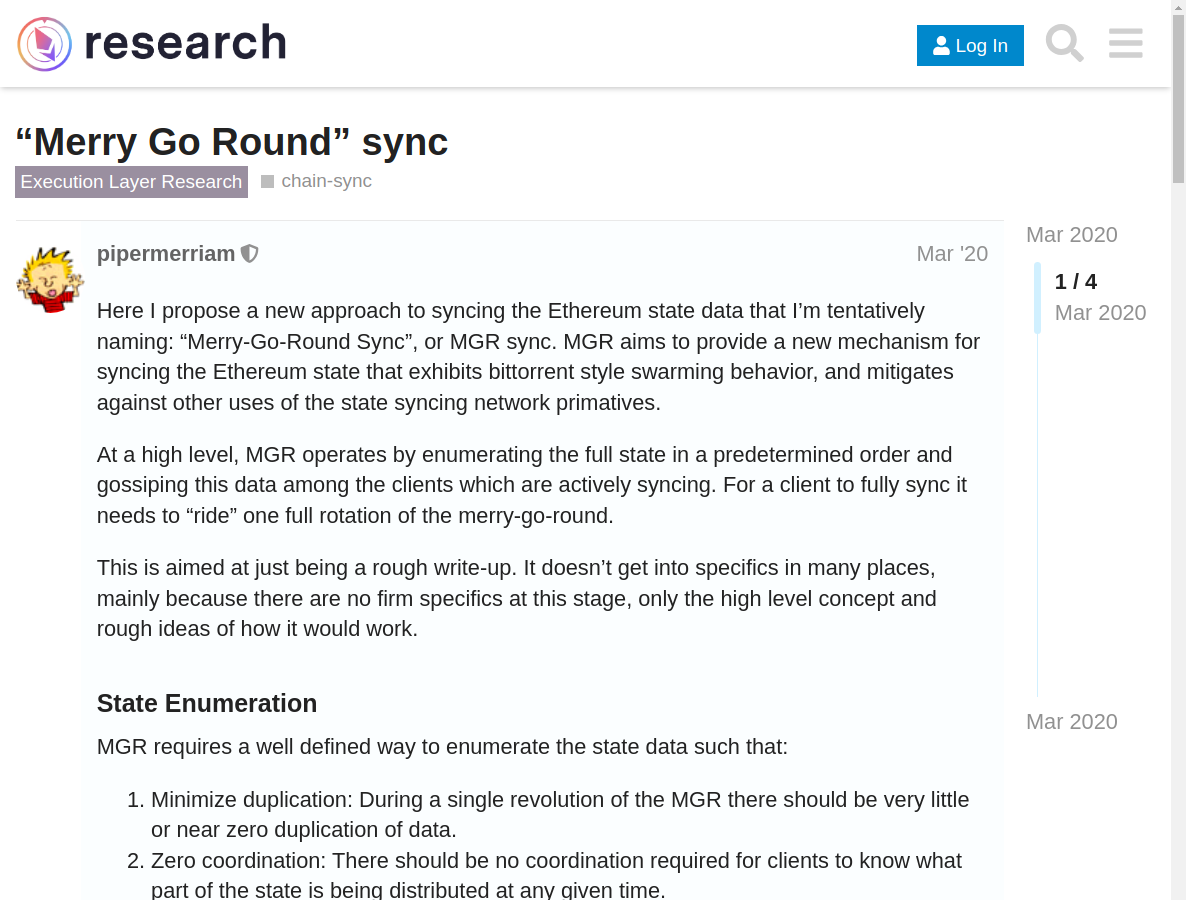 research
Log In
“Merry Go Round” sync
Execution Layer Research
chain-sync
pipermerriam
Mar '20
Here I propose a new approach to syncing the Ethereum state data that I’m tentatively
naming: “Merry-Go-Round Sync”, or MGR sync. MGR aims to provide a new mechanism for
syncing the Ethereum state that exhibits bittorrent style swarming behavior, and mitigates
against other uses of the state syncing network primatives.
At a high level, MGR operates by enumerating the full state in a predetermined order and
gossiping this data among the clients which are actively syncing. For a client to fully sync it
needs to “ride” one full rotation of the merry-go-round.
This is aimed at just being a rough write-up. It doesn’t get into specifics in many places,
mainly because there are no firm specifics at this stage, only the high level concept and
rough ideas of how it would work.
State Enumeration
MGR requires a well defined way to enumerate the state data such that:
1. Minimize duplication: During a single revolution of the MGR there should be very little
or near zero duplication of data.
2. Zero coordination: There should be no coordination required for clients to know what
part of the state is being distributed at any given time.
Mar 2020
1 / 4
Mar 2020
Mar 2020